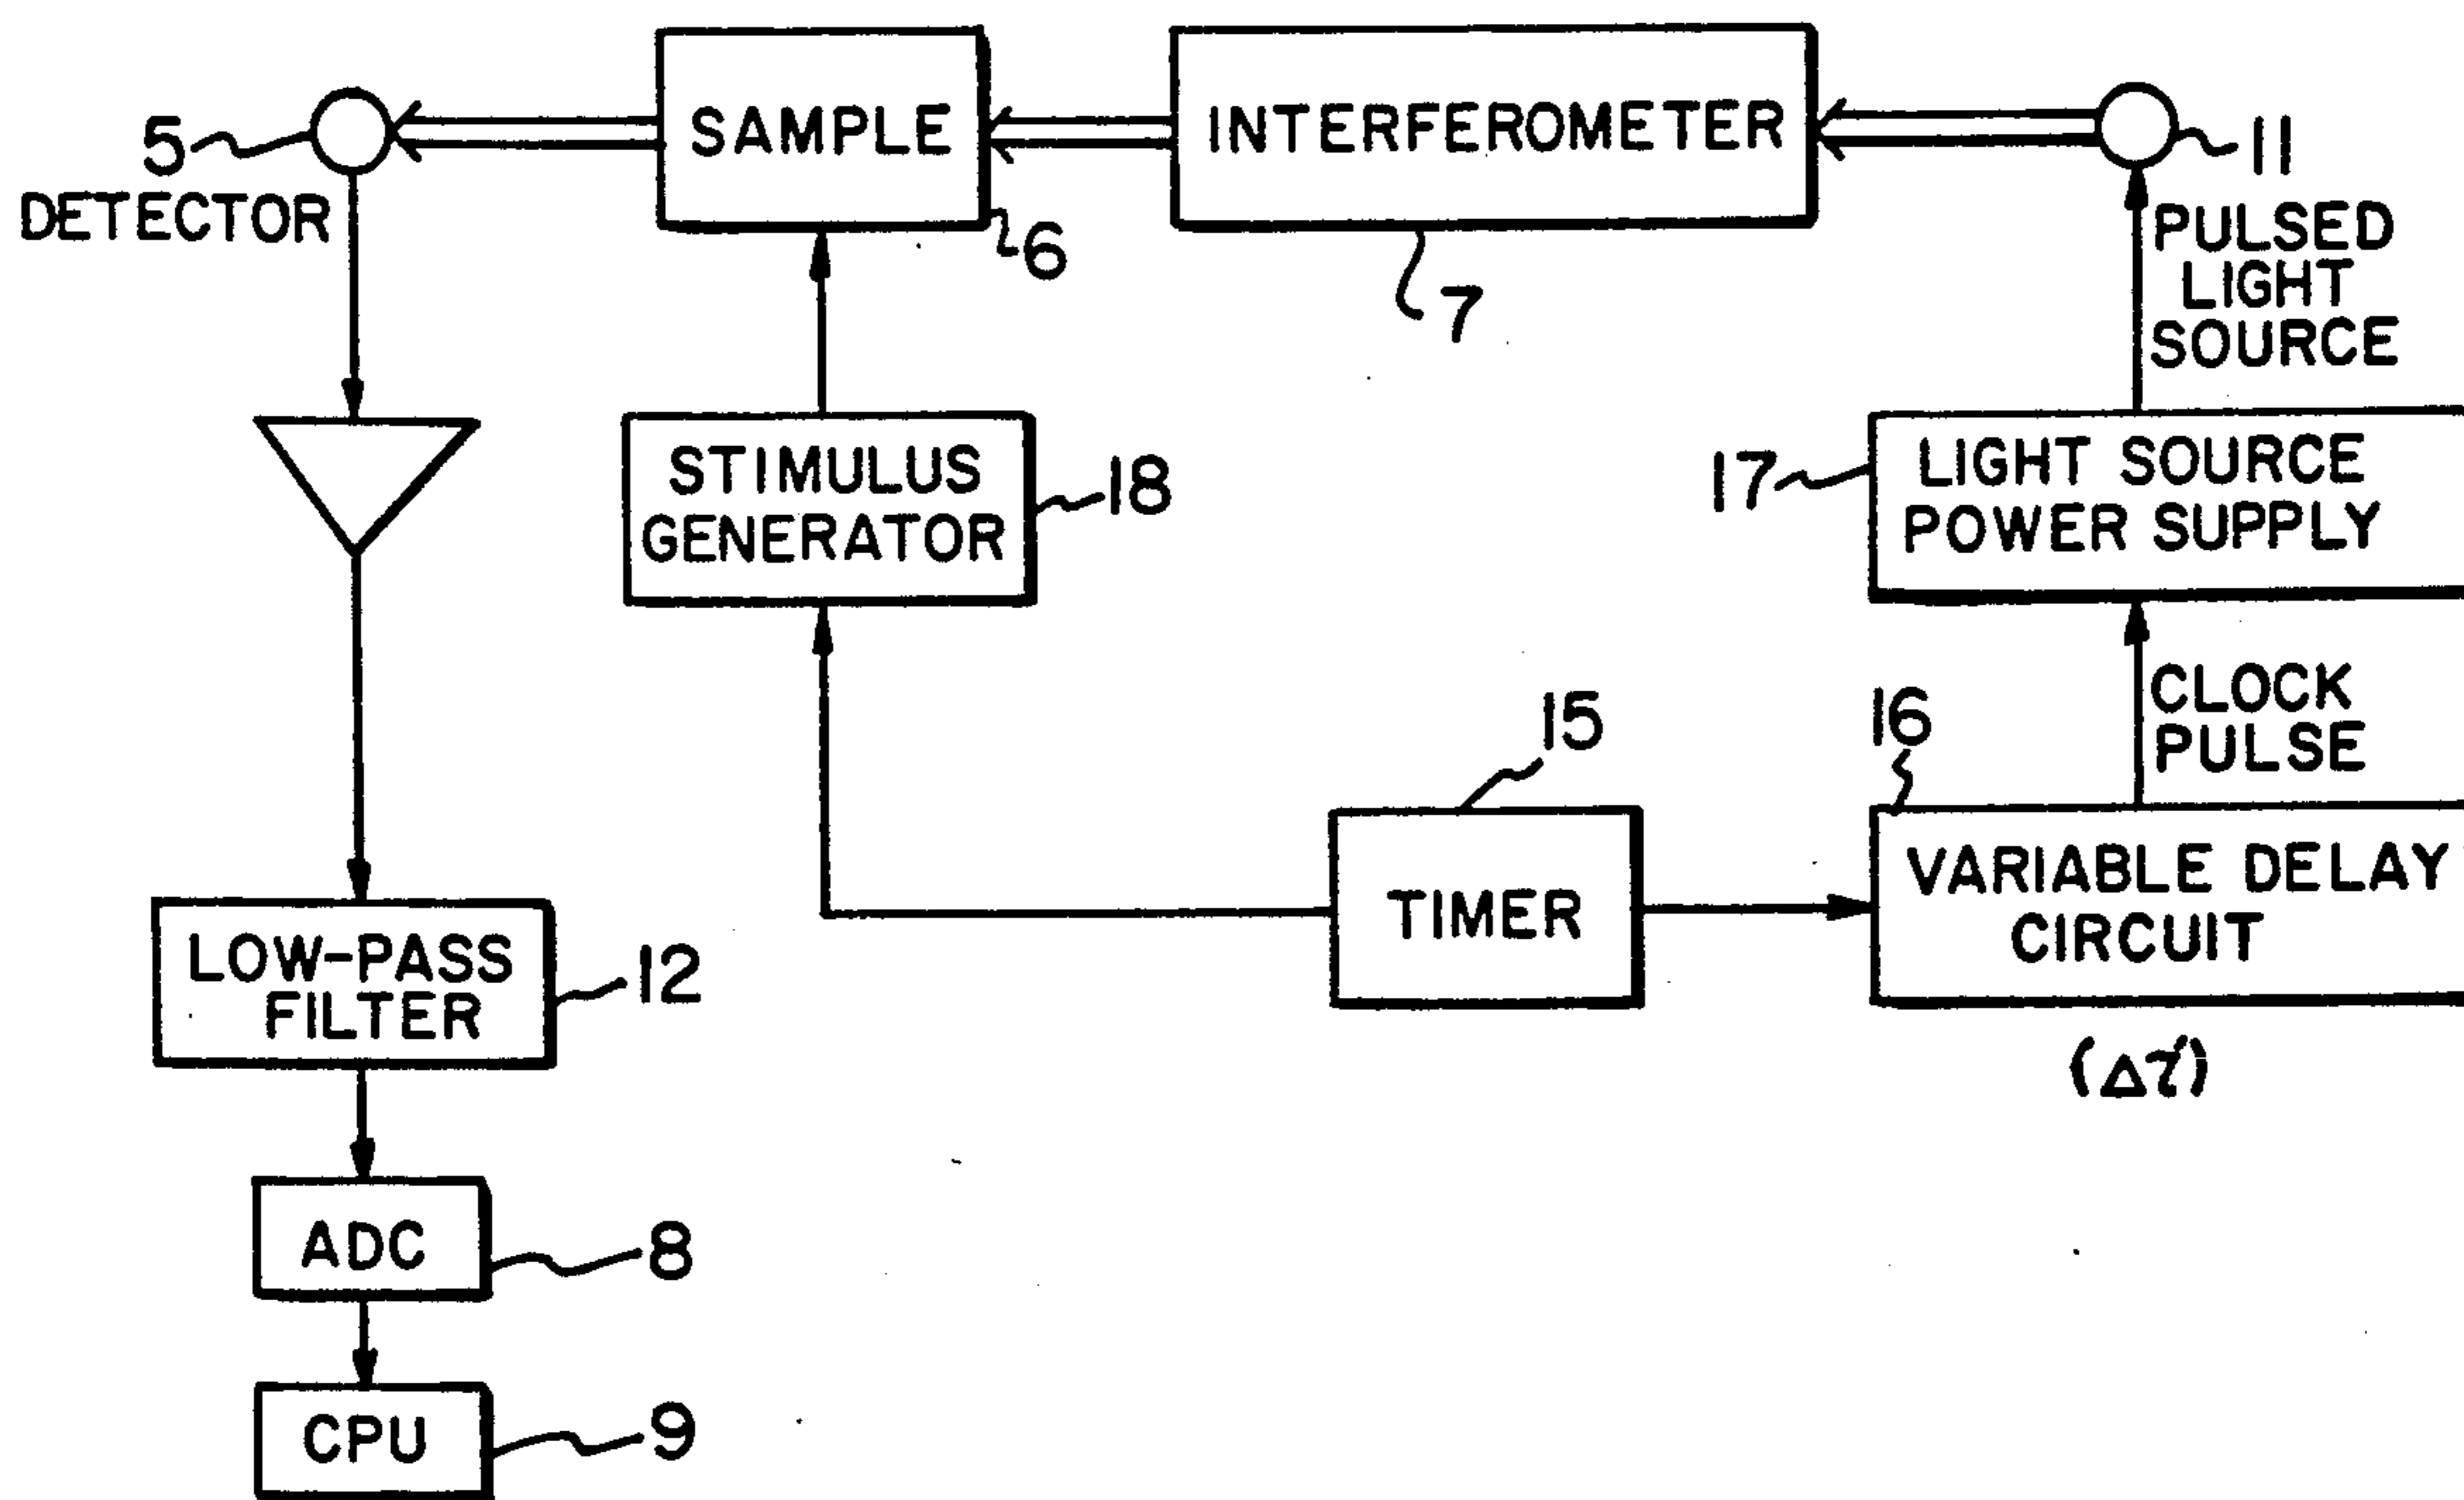 SAMPLE
INTERFEROMETER
5
DETECTOR
6
7
11
PULSED
LIGHT
SOURCE
STIMULUS
GENERATOR
18
17
LIGHT SOURCE
POWER SUPPLY
CLOCK
PULSE
15
16
TIMER
VARIABLE DELAY
CIRCUIT
(Δτ)
LOW-PASS
FILTER
12
ADC
8
CPU
9